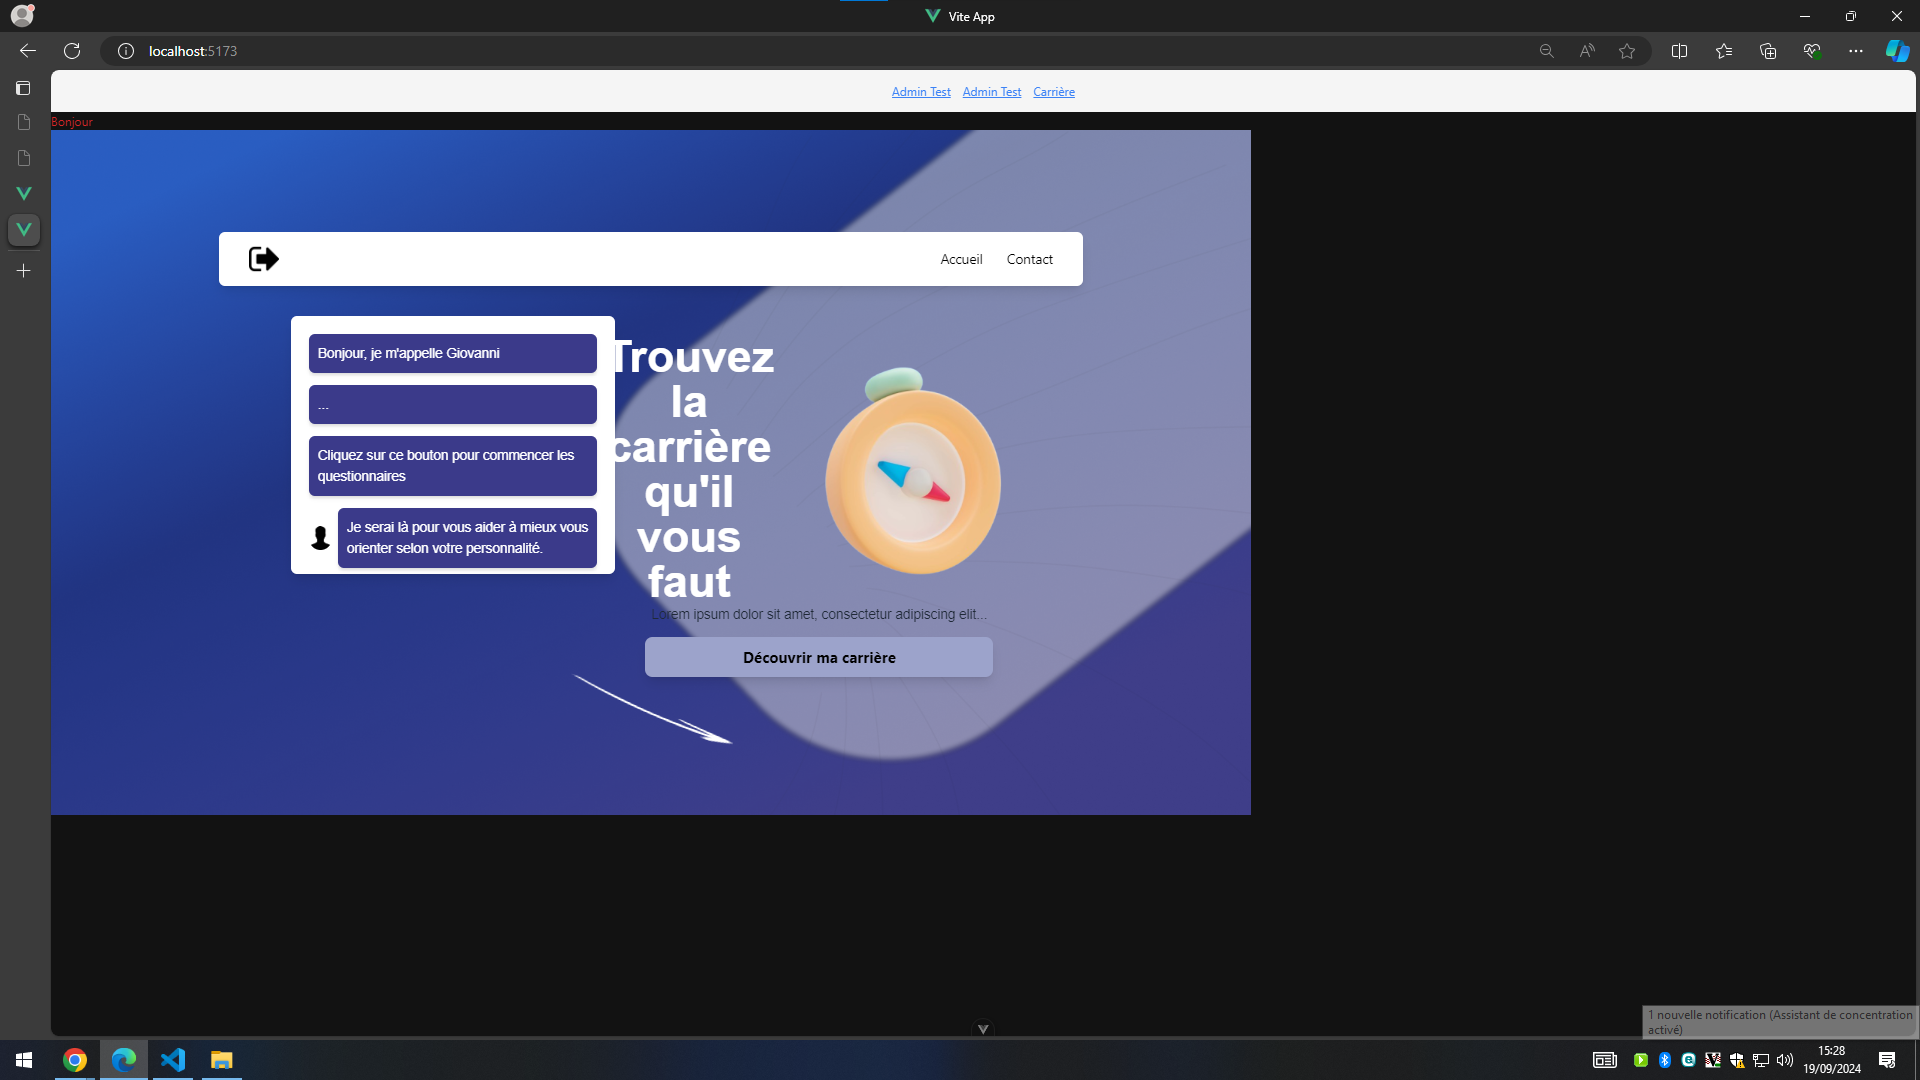 Vite App
localhost:5173
Admin Test Admin Test Carrière
Bonjour
Accueil Contact
Bonjour, je m'appelle Giovanni
...
Cliquez sur ce bouton pour commencer les
questionnaires
Je serai là pour vous aider à mieux vous
orienter selon votre personnalité.
Trouvez
la
carrière
qu'il
vous
faut
Lorem ipsum dolor sit amet, consectetur adipiscing elit...
Découvrir ma carrière
1 nouvelle notification (Assistant de concentration
activé)
15:28
19/09/2024